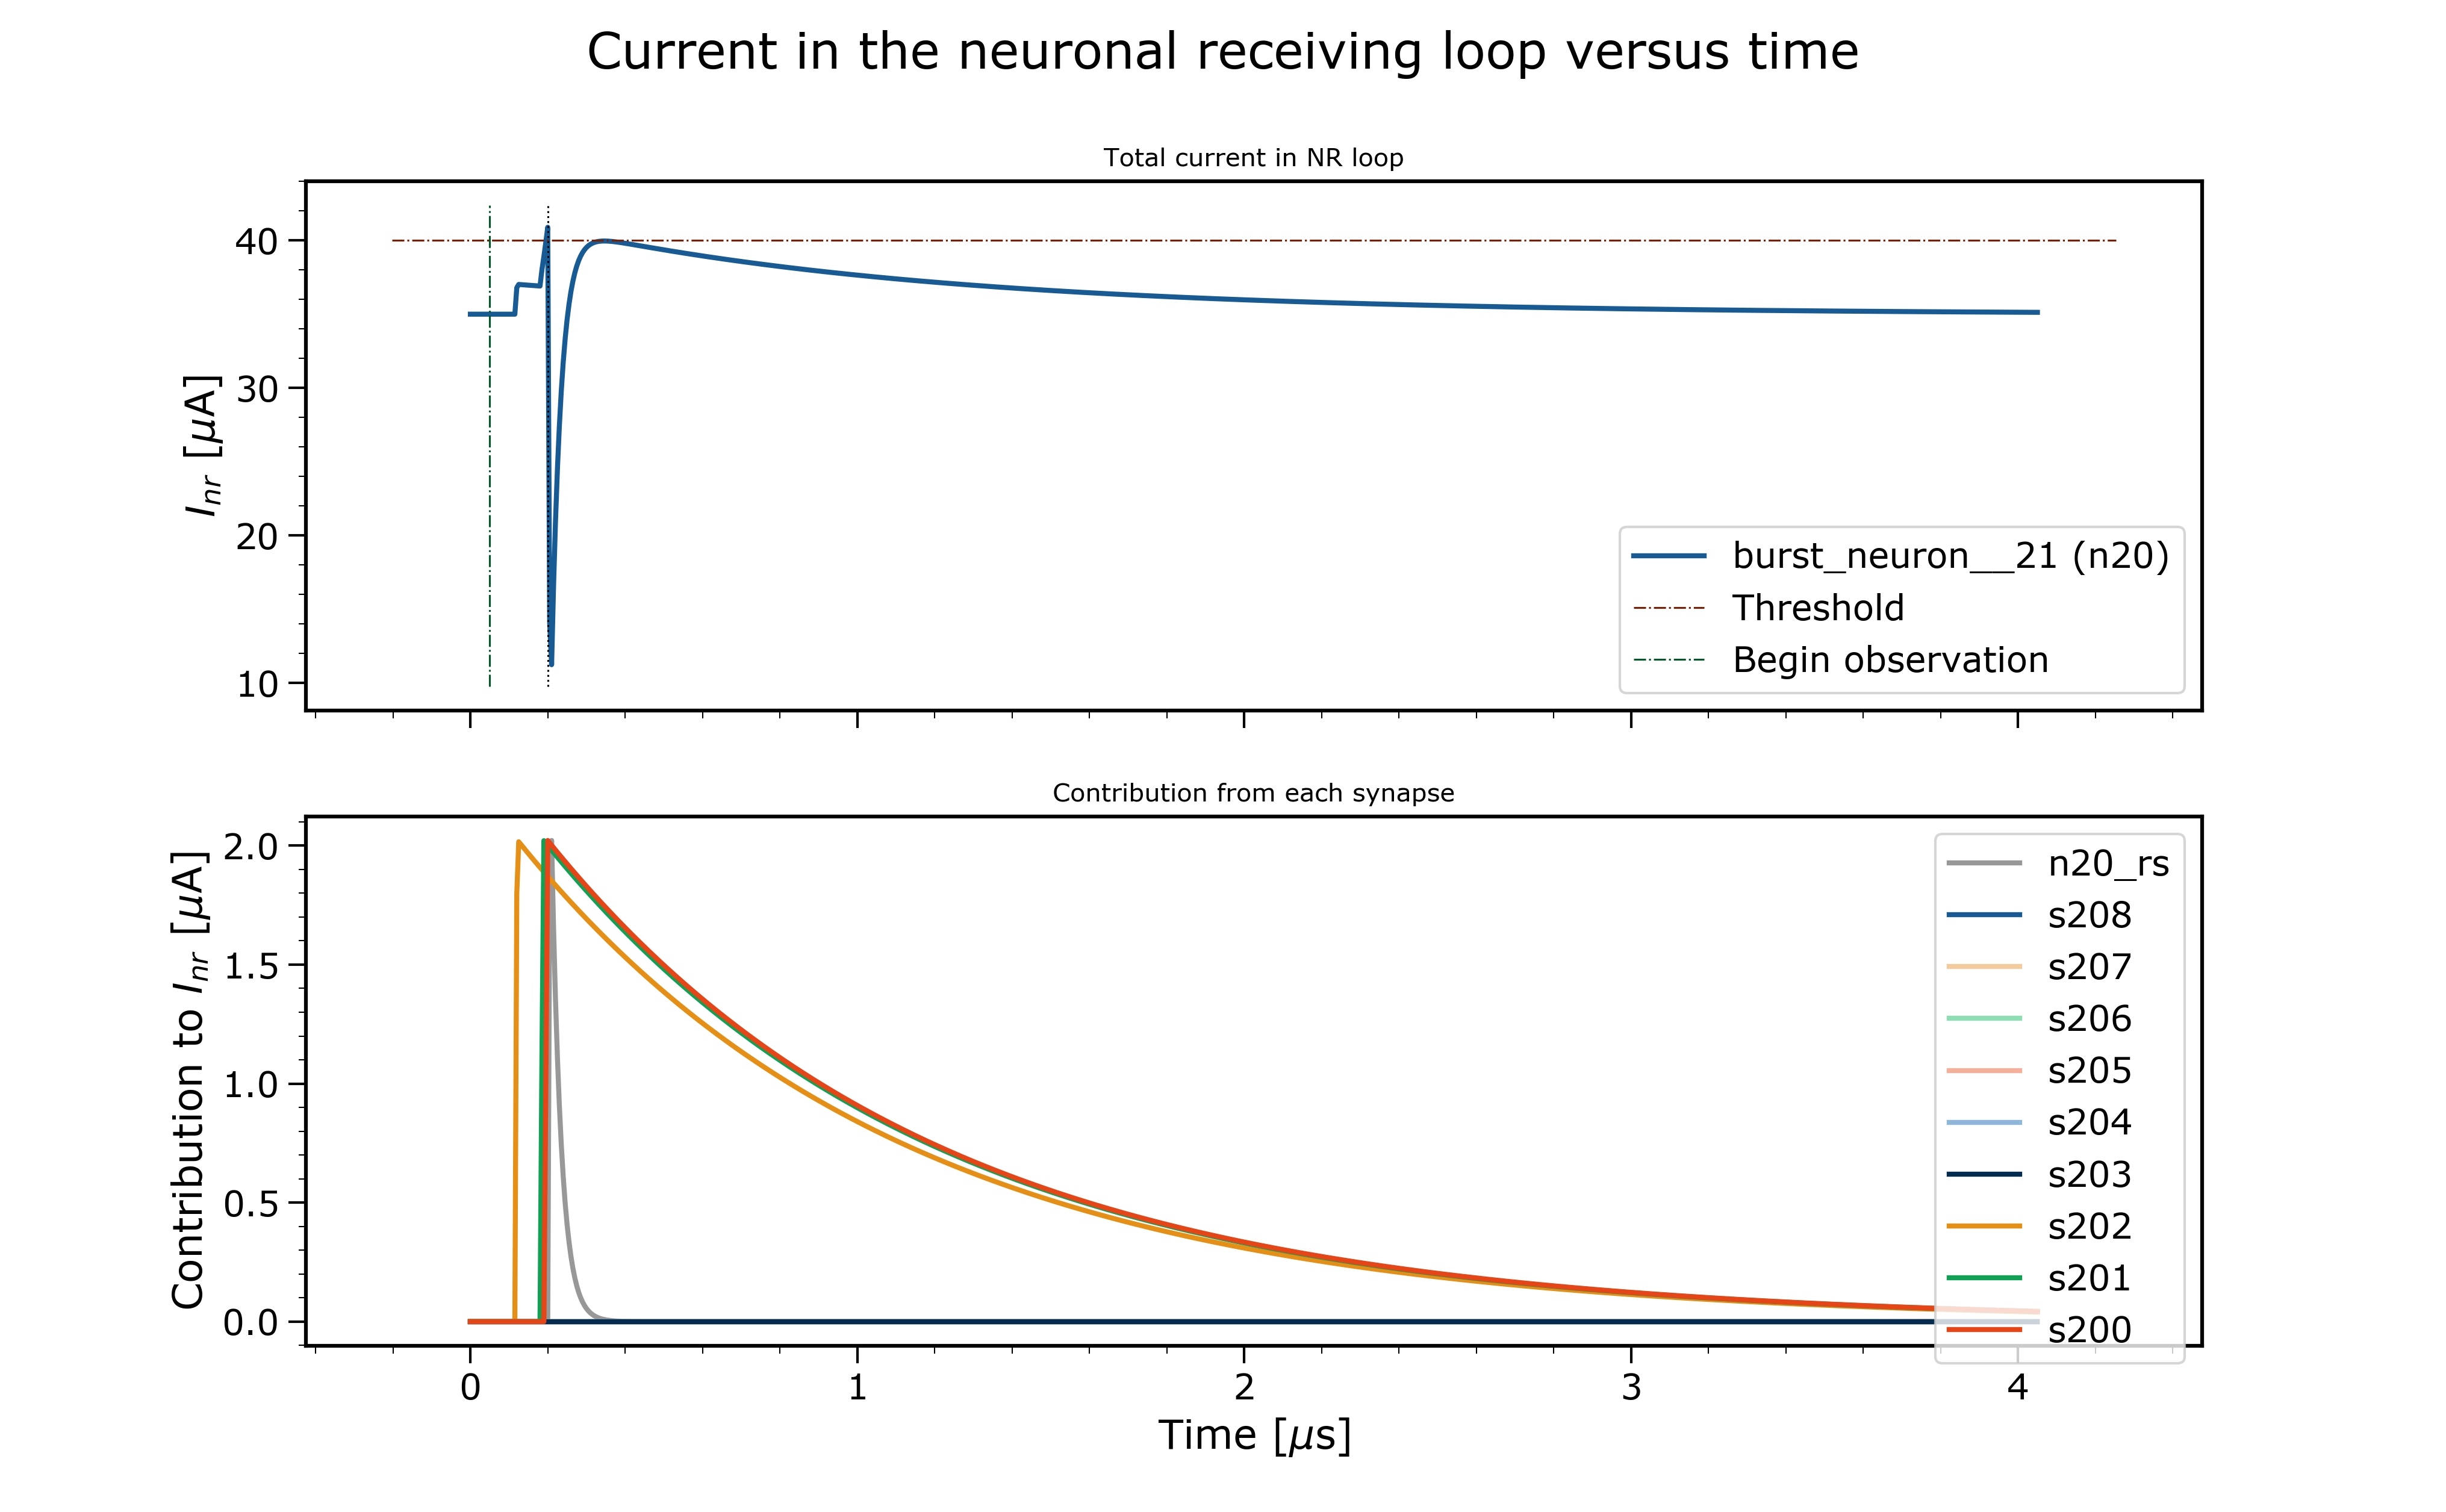 Current in the neuronal receiving loop versus time
Total current in NR loop
I_nr [μA]
40
30
20
10
burst_neuron__21 (n20)
Threshold
Begin observation
Contribution from each synapse
Contribution to I_nr [μA]
2.0
1.5
1.0
0.5
0.0
n20_rs
s208
s207
s206
s205
s204
s203
s202
s201
s200
0 1 2 3 4
Time [μs]